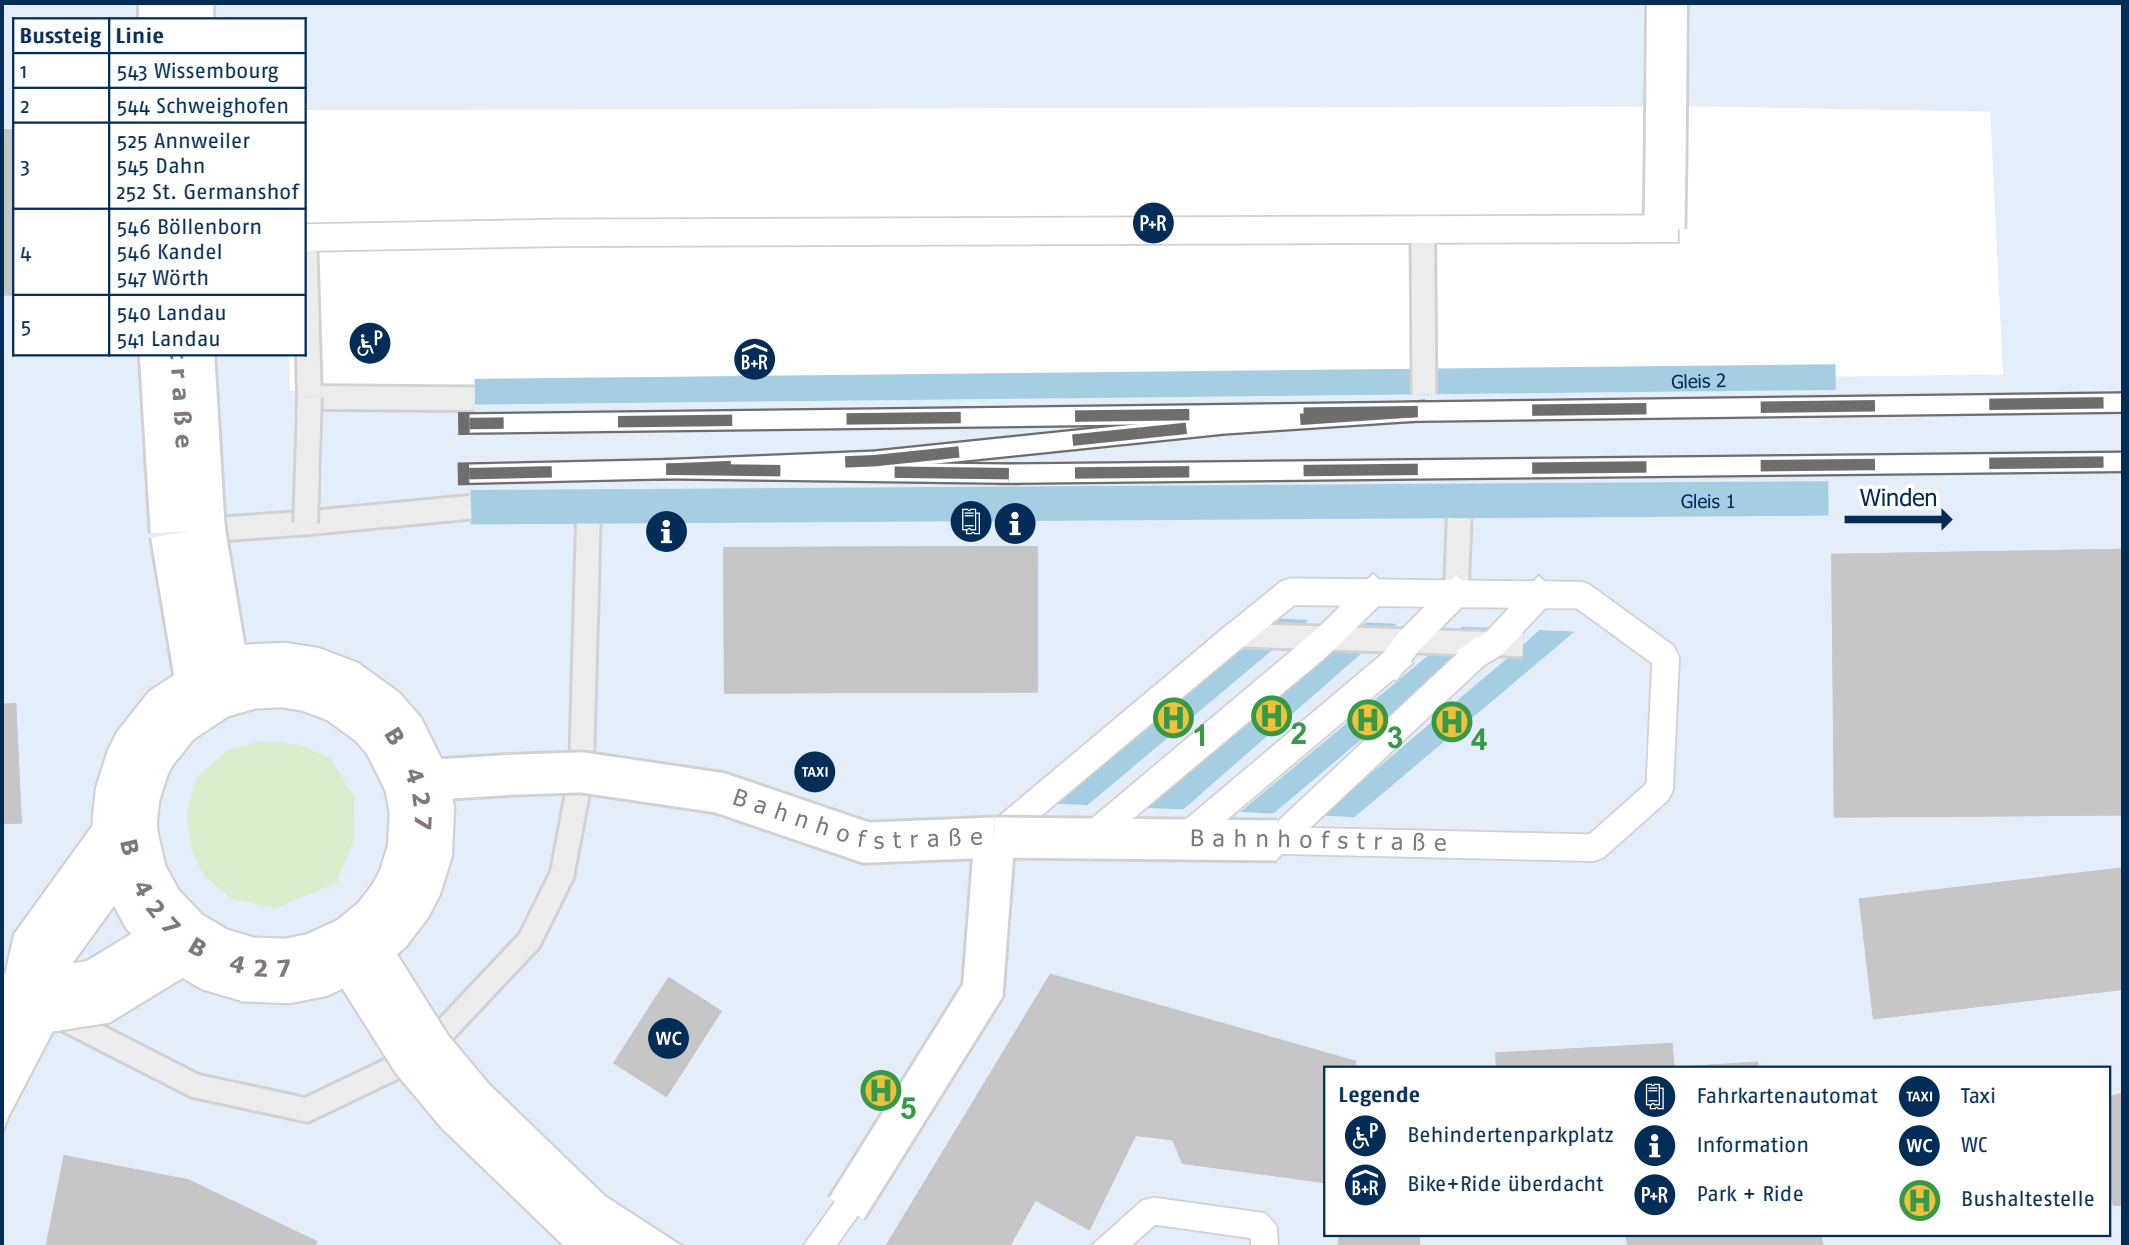 Bussteig Linie
1 543 Wissembourg
2 544 Schweighofen
3 525 Annweiler
545 Dahn
252 St. Germanshof
4 546 Böllenborn
546 Kandel
547 Wörth
5 540 Landau
541 Landau
traße
P+R
P
B+R
Gleis 2
Gleis 1
Winden
i
i
H 1
H 2
H 3
H 4
B 427
TAXI
Bahnhofstraße
Bahnhofstraße
B 427
B 427
WC
H 5
Legende
P Behindertenparkplatz
B+R Bike+Ride überdacht
Fahrkartenautomat
i Information
P+R Park + Ride
TAXI Taxi
WC WC
H Bushaltestelle